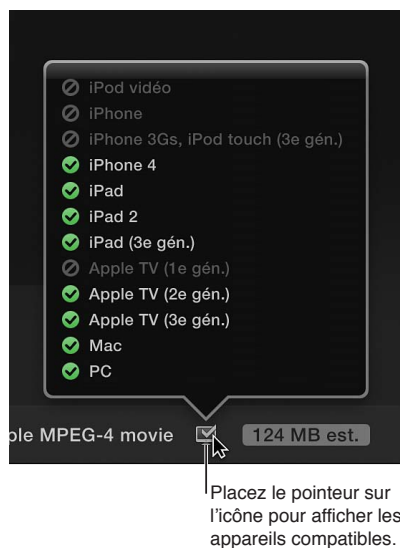 iPod vidéo
iPhone
iPhone 3Gs, iPod touch (3e gén.)
iPhone 4
iPad
iPad 2
iPad (3e gén.)
Apple TV (1e gén.)
Apple TV (2e gén.)
Apple TV (3e gén.)
Mac
PC
ple MPEG-4 movie 124 MB est.
Placez le pointeur sur
l'icône pour afficher les
appareils compatibles.